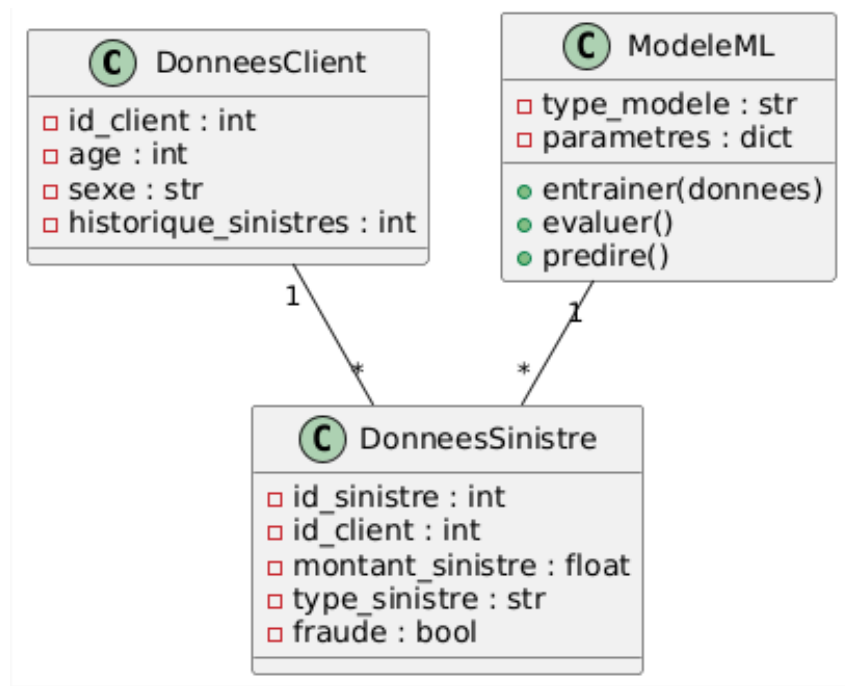 C DonneesClient
id_client : int
age : int
sexe : str
historique_sinistres : int
C ModeleML
type_modele : str
parametres : dict
entrainer(donnees)
evaluer()
predire()
1
*
1
*
C DonneesSinistre
id_sinistre : int
id_client : int
montant_sinistre : float
type_sinistre : str
fraude : bool